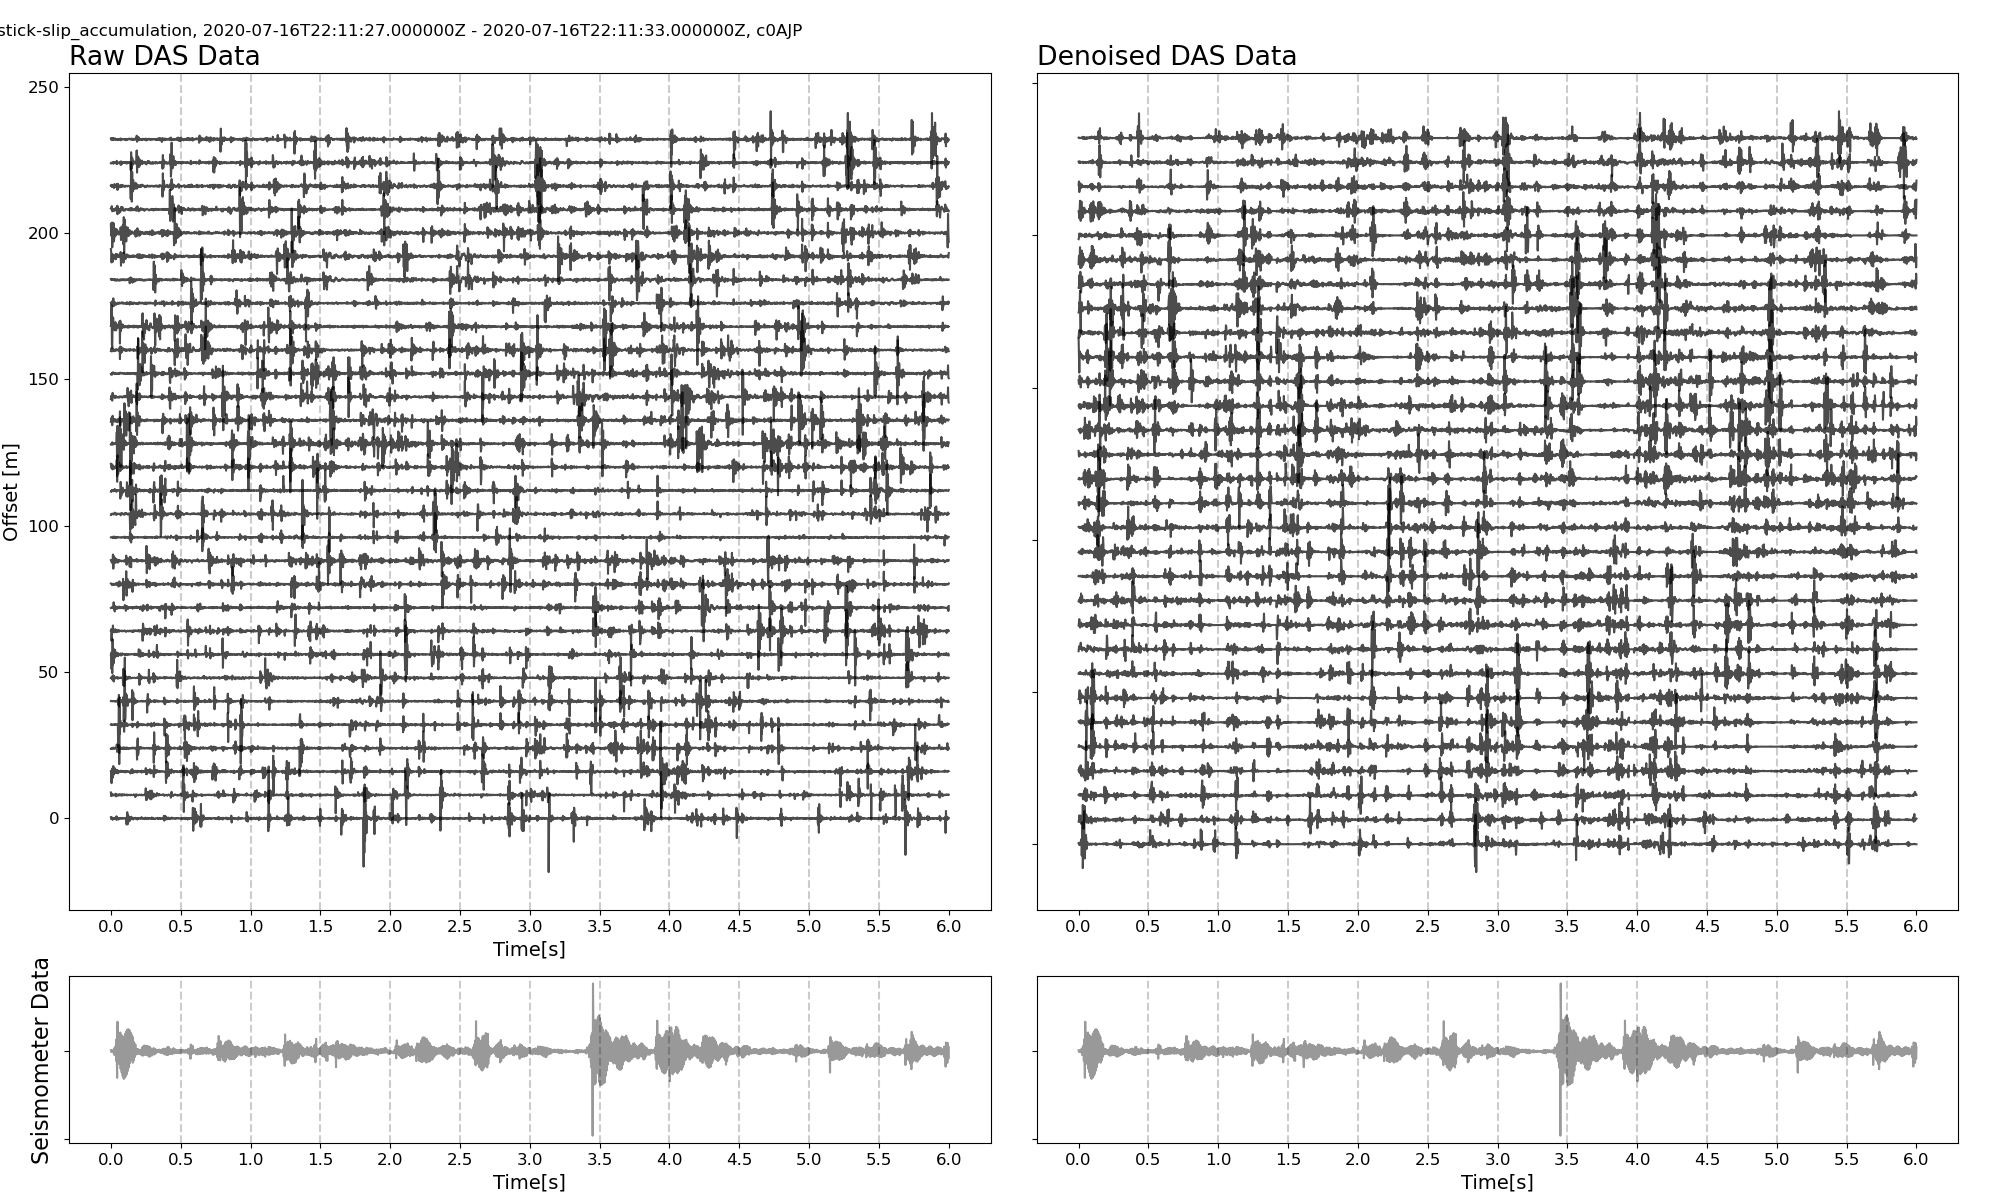 stick-slip_accumulation, 2020-07-16T22:11:27.000000Z - 2020-07-16T22:11:33.000000Z, c0AJP
Raw DAS Data
Denoised DAS Data
250
200
150
100
50
0
Offset [m]
0.0 0.5 1.0 1.5 2.0 2.5 3.0 3.5 4.0 4.5 5.0 5.5 6.0
Time[s]
0.0 0.5 1.0 1.5 2.0 2.5 3.0 3.5 4.0 4.5 5.0 5.5 6.0
Seismometer Data
0.0 0.5 1.0 1.5 2.0 2.5 3.0 3.5 4.0 4.5 5.0 5.5 6.0
Time[s]
0.0 0.5 1.0 1.5 2.0 2.5 3.0 3.5 4.0 4.5 5.0 5.5 6.0
Time[s]